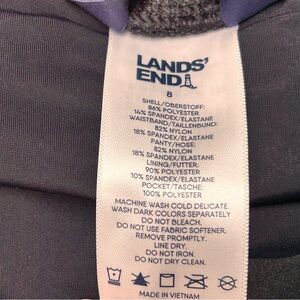 LANDS'
END
8
SHELL/OBERSTOFF:
86% POLYESTER
14% SPANDEX/ELASTANE
WAISTBAND/TAILLENBUND:
82% NYLON
18% SPANDEX/ELASTANE
PANTY/HOSE:
82% NYLON
18% SPANDEX/ELASTANE
LINING/FUTTER:
90% POLYESTER
10% SPANDEX/ELASTANE
POCKET/TASCHE:
100% POLYESTER
MACHINE WASH COLD DELICATE.
WASH DARK COLORS SEPARATELY
DO NOT BLEACH.
DO NOT USE FABRIC SOFTENER.
REMOVE PROMPTLY.
LINE DRY.
DO NOT IRON.
DO NOT DRY CLEAN.
MADE IN VIETNAM